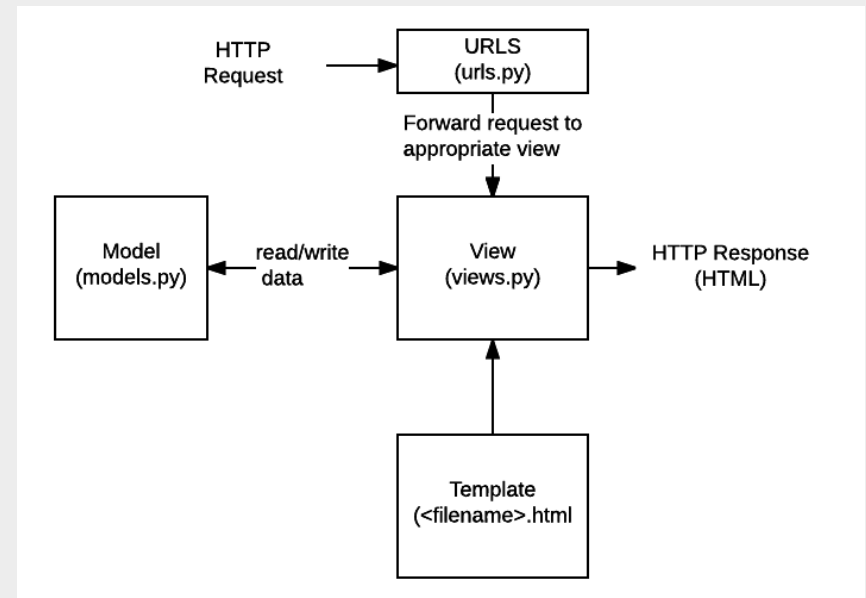 HTTP
Request
URLS
(urls.py)
Forward request to
appropriate view
Model
(models.py)
read/write
data
View
(views.py)
HTTP Response
(HTML)
Template
(<filename>.html